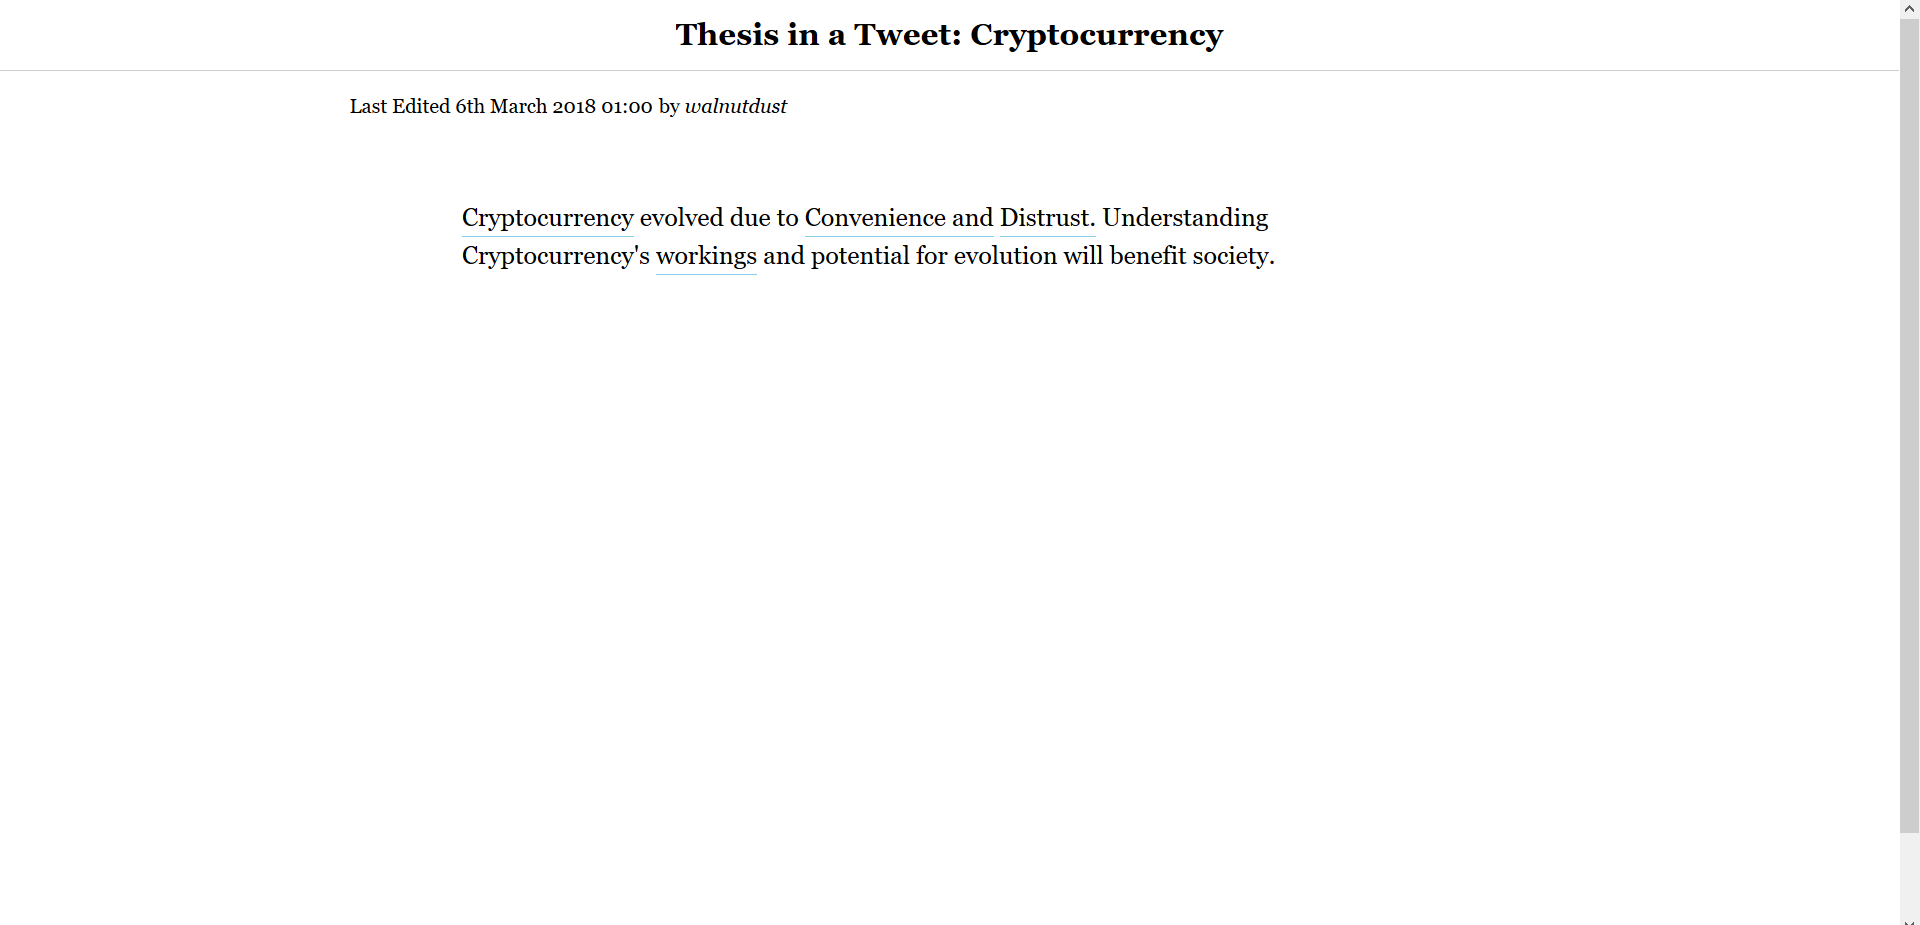 Thesis in a Tweet: Cryptocurrency
Last Edited 6th March 2018 01:00 by walnutdust
Cryptocurrency evolved due to Convenience and Distrust. Understanding
Cryptocurrency's workings and potential for evolution will benefit society.